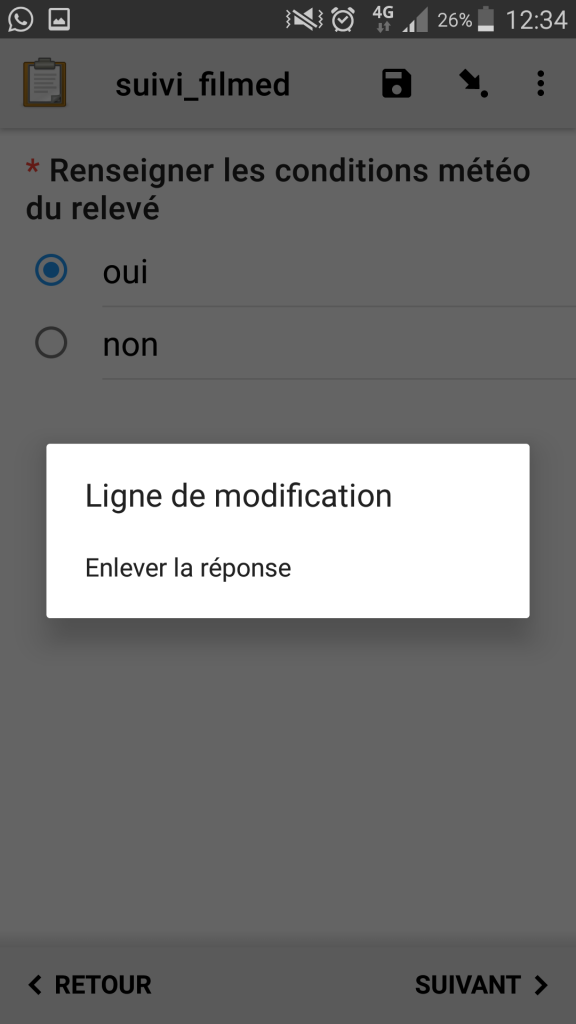 4G 26% 12:34
suivi_filmed
* Renseigner les conditions météo
du relevé
oui
non
Ligne de modification
Enlever la réponse
RETOUR SUIVANT